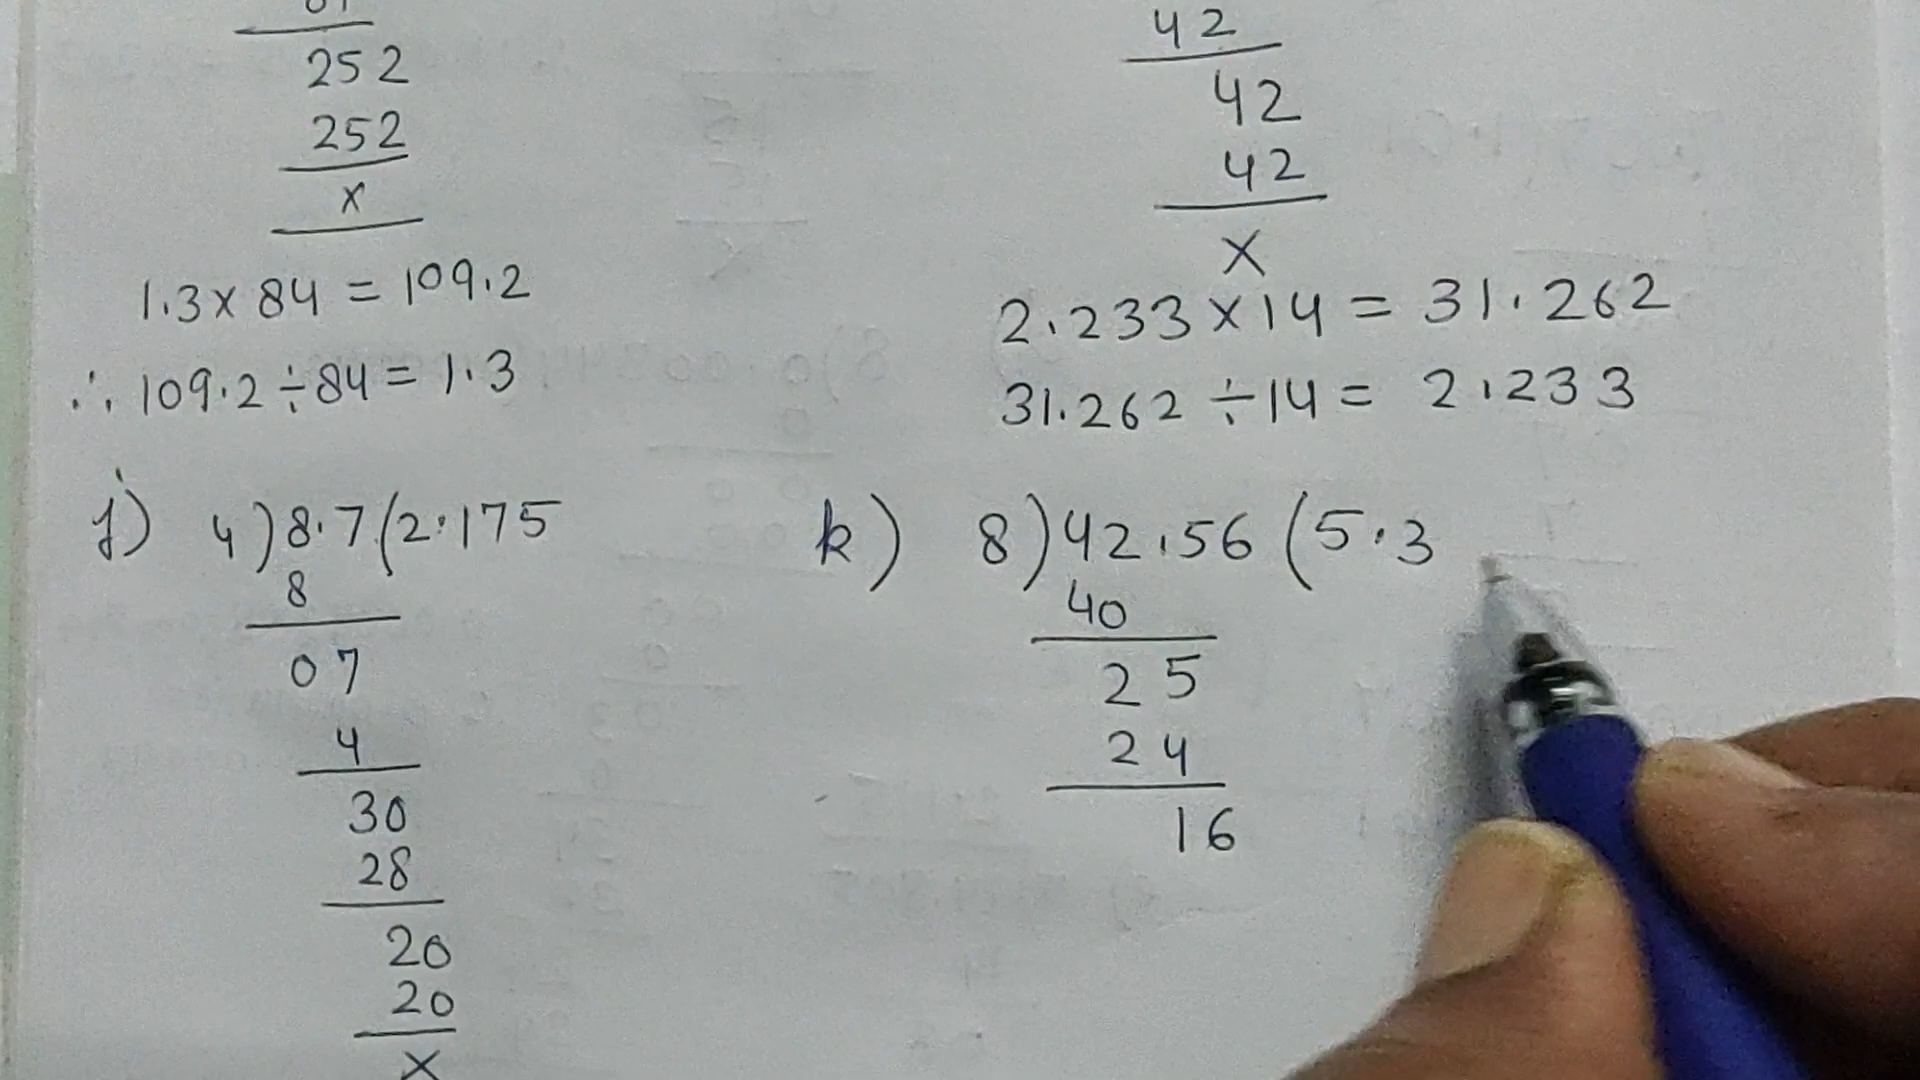 252
252
x
1.3 x 84 = 109.2
∴ 109.2 ÷ 84 = 1.3
42
42
42
x
2.233 x 14 = 31.262
31.262 ÷ 14 = 2.233
j) 4)8.7(2.175
8
07
4
30
28
20
20
x
k) 8)42.56(5.3
40
25
24
16